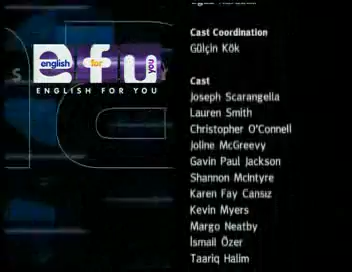 english for you
efu
ENGLISH FOR YOU
Cast Coordination
Gülçin Kök
Cast
Joseph Scarangella
Lauren Smith
Christopher O'Connell
Joline McGreevy
Gavin Paul Jackson
Shannon McIntyre
Karen Fay Cansız
Kevin Myers
Margo Neatby
İsmail Özer
Taariq Halim